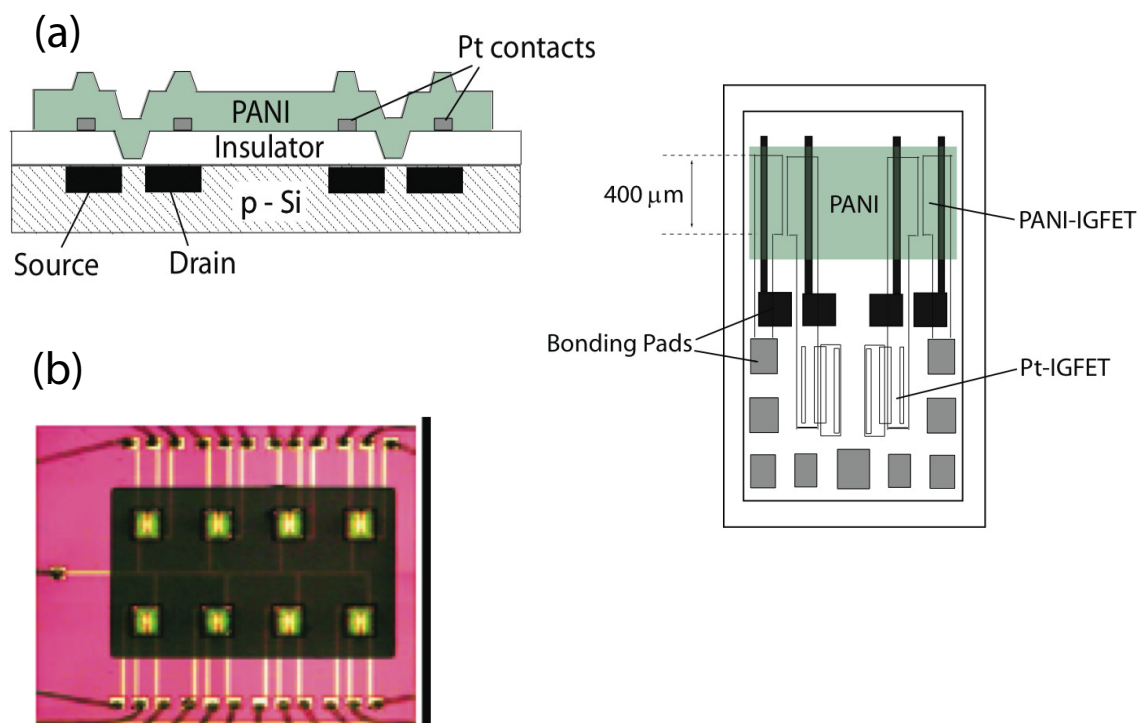 (a)
Pt contacts
PANI
Insulator
p - Si
Source
Drain
400 μm
PANI
PANI-IGFET
Bonding Pads
Pt-IGFET
(b)